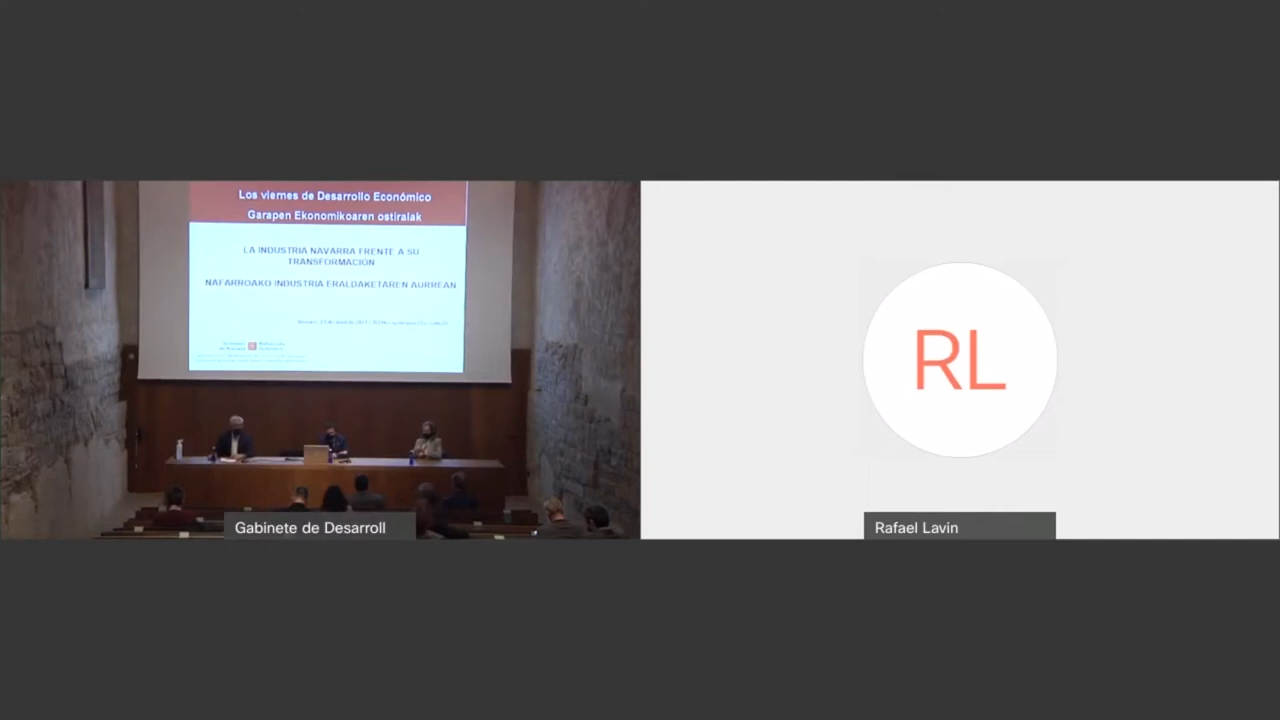 Los viernes de Desarrollo Económico
Garapen Ekonomikoaren ostiralak
LA INDUSTRIA NAVARRA FRENTE A SU
TRANSFORMACION
NAFARROAKO INDUSTRIA ERALDAKETAREN AURREAN
Gabinete de Desarroll
RL
Rafael Lavin